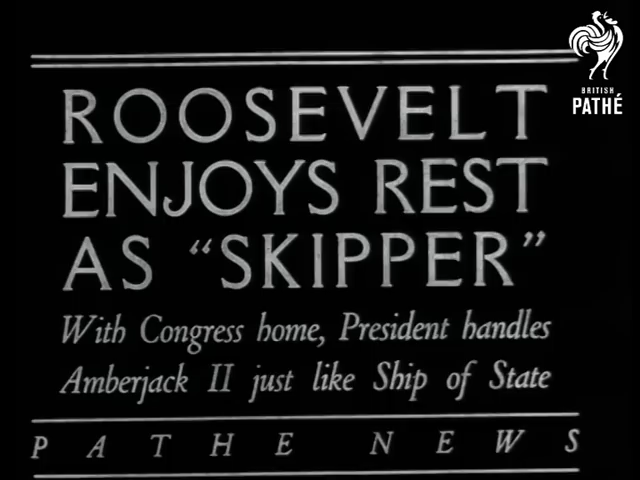 BRITISH
PATHÉ
ROOSEVELT
ENJOYS REST
AS “SKIPPER”
With Congress home, President handles
Amberjack II just like Ship of State
PATHE NEWS